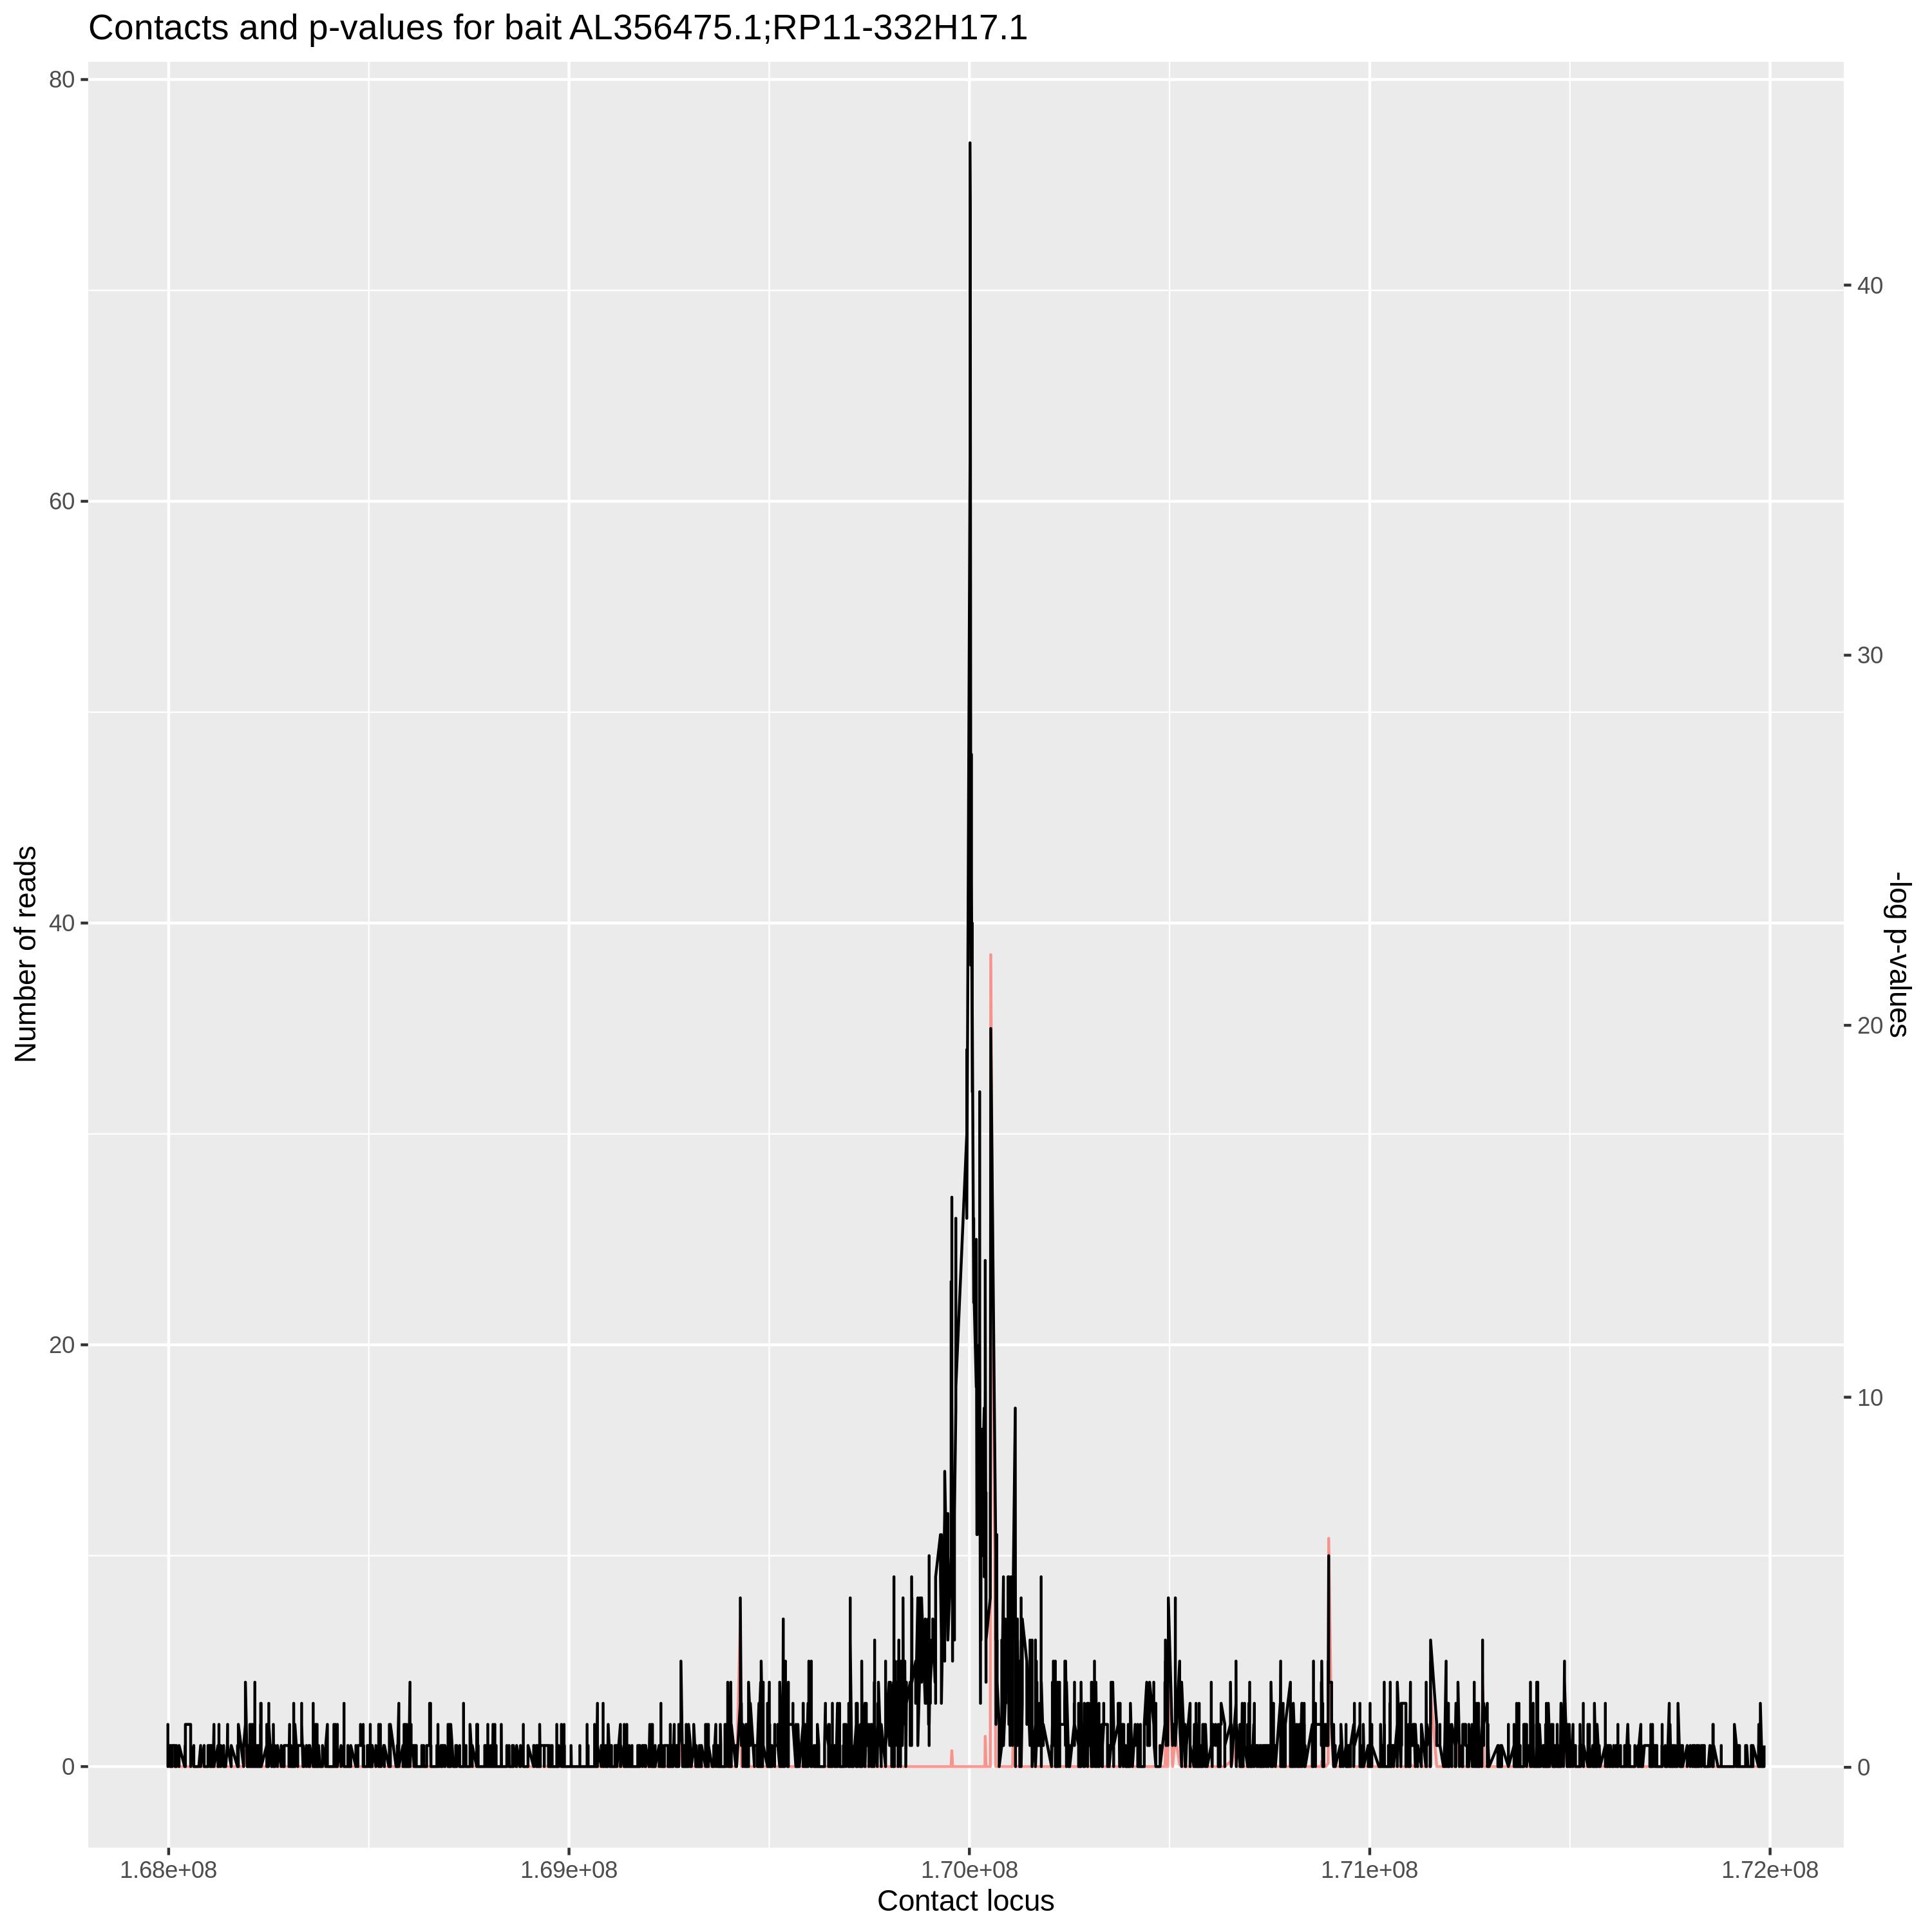 Contacts and p-values for bait AL356475.1;RP11-332H17.1
80
60
40
20
0
Number of reads
40
30
20
10
0
-log p-values
1.68e+08 1.69e+08 1.70e+08 1.71e+08 1.72e+08
Contact locus